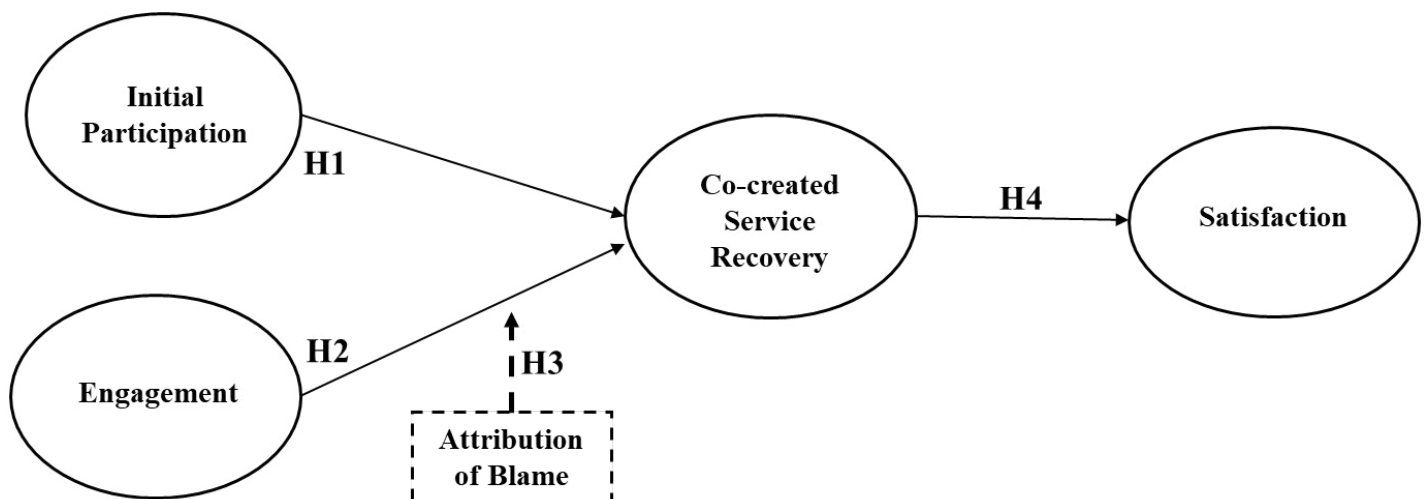 Initial
Participation
H1
Co-created
Service
Recovery
H4
Satisfaction
Engagement
H2
H3
Attribution
of Blame